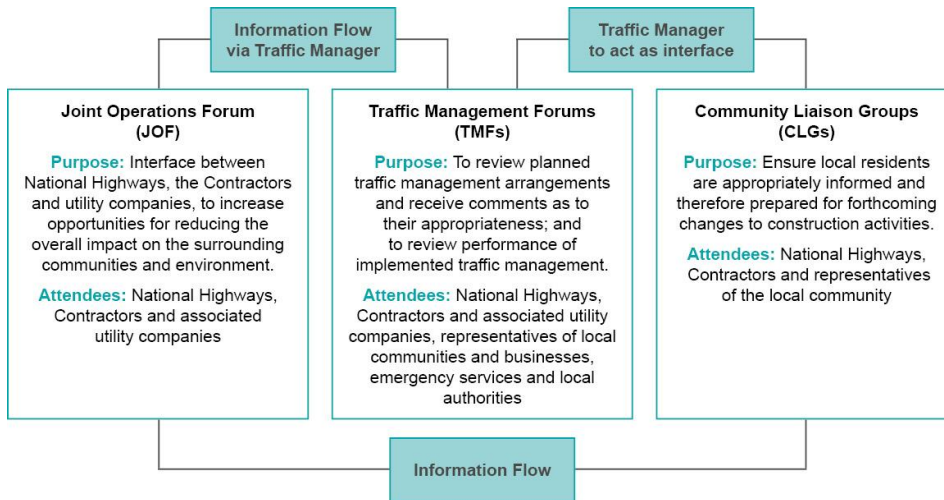 Information Flow
via Traffic Manager
Traffic Manager
to act as interface
Joint Operations Forum
(JOF)
Purpose: Interface between
National Highways, the Contractors
and utility companies, to increase
opportunities for reducing the
overall impact on the surrounding
communities and environment.
Attendees: National Highways,
Contractors and associated
utility companies
Traffic Management Forums
(TMFs)
Purpose: To review planned
traffic management arrangements
and receive comments as to
their appropriateness; and
to review performance of
implemented traffic management.
Attendees: National Highways,
Contractors and associated utility
companies, representatives of local
communities and businesses,
emergency services and local
authorities
Community Liaison Groups
(CLGs)
Purpose: Ensure local residents
are appropriately informed and
therefore prepared for forthcoming
changes to construction activities.
Attendees: National Highways,
Contractors and representatives
of the local community
Information Flow